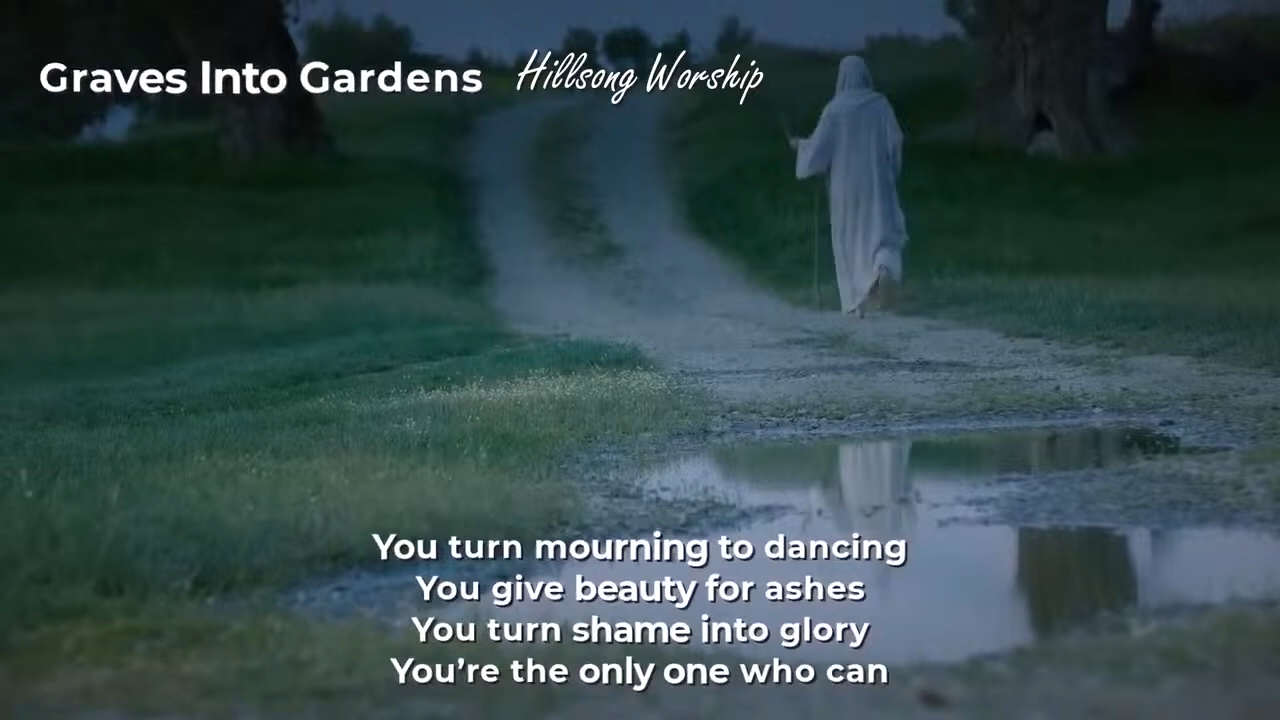 Graves Into Gardens Hillsong Worship
You turn mourning to dancing
You give beauty for ashes
You turn shame into glory
You're the only one who can